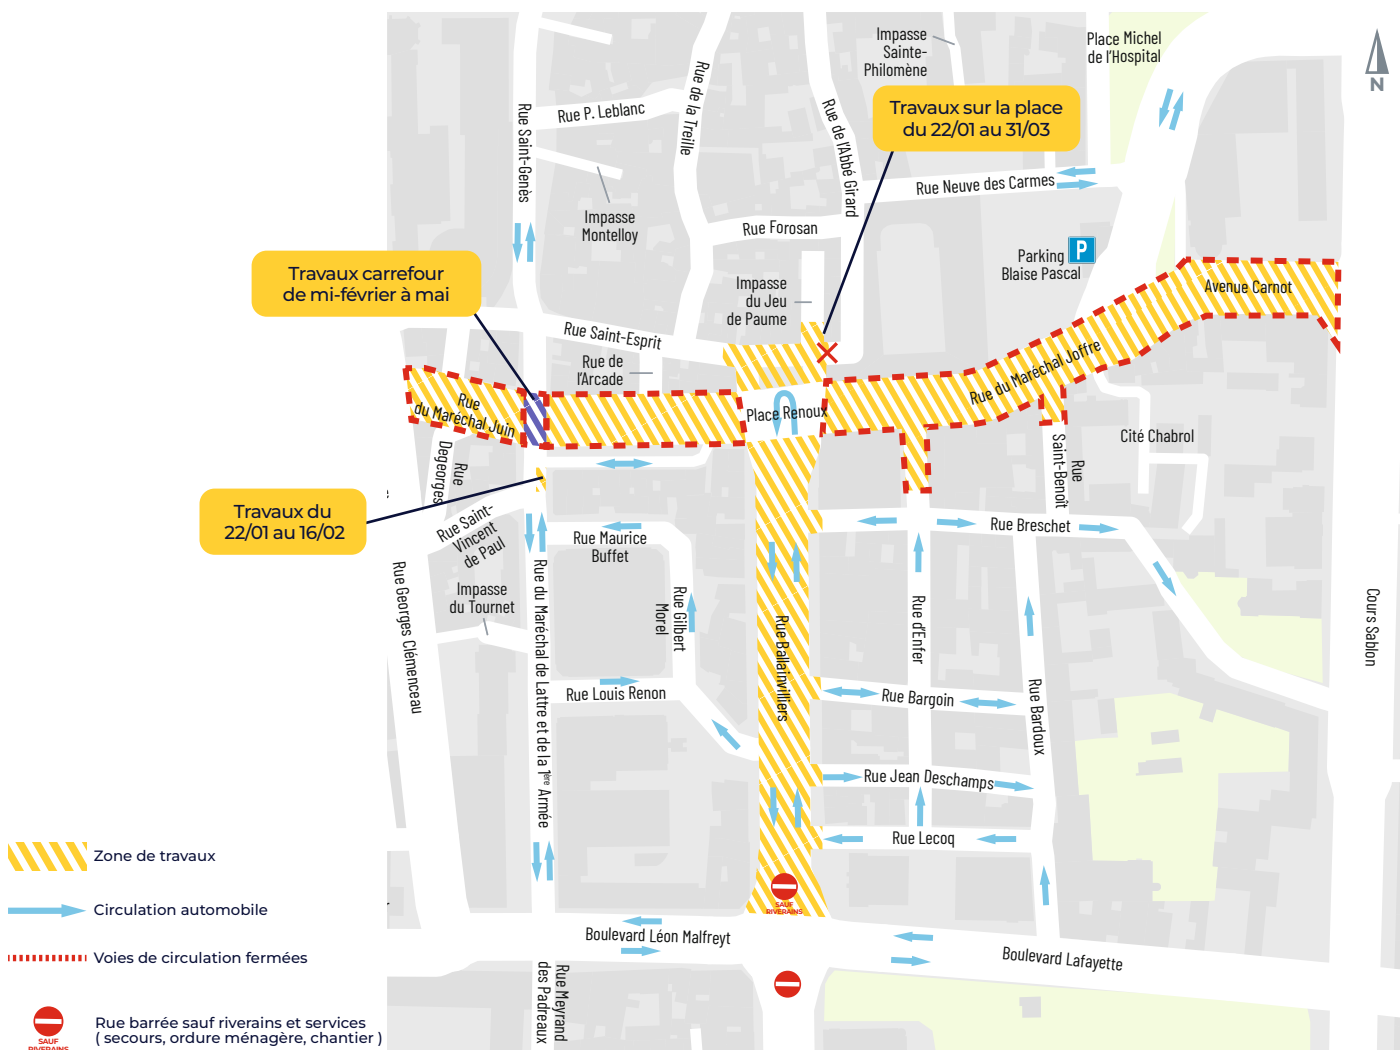 Impasse
Sainte-
Philomène
Place Michel
de l'Hospital
N
Travaux sur la place
du 22/01 au 31/03
Rue P. Leblanc
Rue de la Treille
Rue Saint-Genès
Rue de l'Abbé Girard
Rue Neuve des Carmes
Impasse
Montelloy
Rue Forosan
Parking
Blaise Pascal
P
Travaux carrefour
de mi-février à mai
Impasse
du Jeu
de Paume
Avenue Carnot
Rue Saint-Esprit
Rue de
l'Arcade
Rue du Maréchal Joffre
Rue
du Maréchal Juin
Place Renoux
Cité Chabrol
Rue
Degeorges
Rue
Saint-Benoît
Travaux du
22/01 au 16/02
Rue Saint-
Vincent
de Paul
Rue Maurice
Buffet
Rue Breschet
Impasse
du Tournet
Rue Georges Clémenceau
Rue du Maréchal de Lattre et de la 1ère Armée
Rue Gilbert
Morel
Rue Ballainvilliers
Rue d'Enfer
Cours Sablon
Rue Louis Renon
Rue Bargoin
Rue Bardoux
Rue Jean Deschamps
Rue Lecoq
SAUF
RIVERAINS
Boulevard Léon Malfreyt
Boulevard Lafayette
Rue Meyrand
des Padreaux
Zone de travaux
Circulation automobile
Voies de circulation fermées
Rue barrée sauf riverains et services
( secours, ordure ménagère, chantier )
SAUF
RIVERAINS